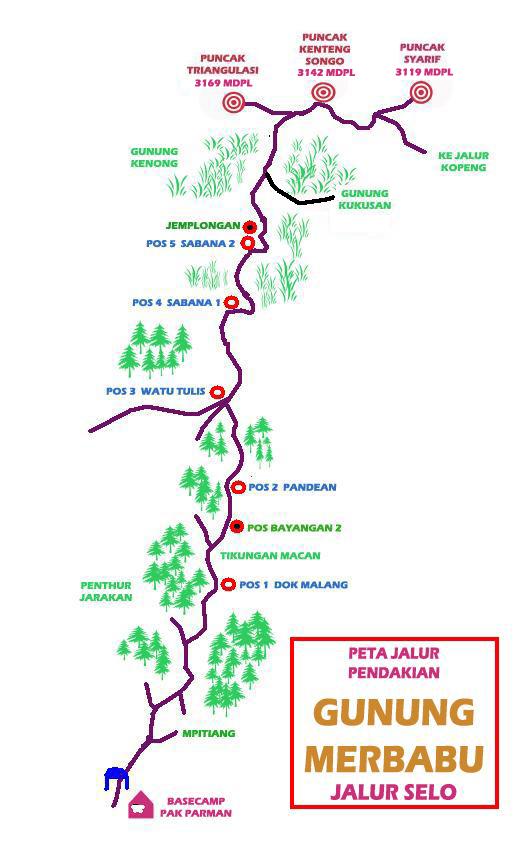 PUNCAK
TRIANGULASI
3169 MDPL
PUNCAK
KENTENG
SONGO
3142 MDPL
PUNCAK
SYARIF
3119 MDPL
GUNUNG
KENONG
KE JALUR
KOPENG
GUNUNG
KUKUSAN
JEMPLONGAN
POS 5 SABANA 2
POS 4 SABANA 1
POS 3 WATU TULIS
POS 2 PANDEAN
POS BAYANGAN 2
TIKUNGAN MACAN
PENTHUR
JARAKAN
POS 1 DOK MALANG
MPITIANG
BASECAMP
PAK PARMAN
PETA JALUR
PENDAKIAN
GUNUNG
MERBABU
JALUR SELO